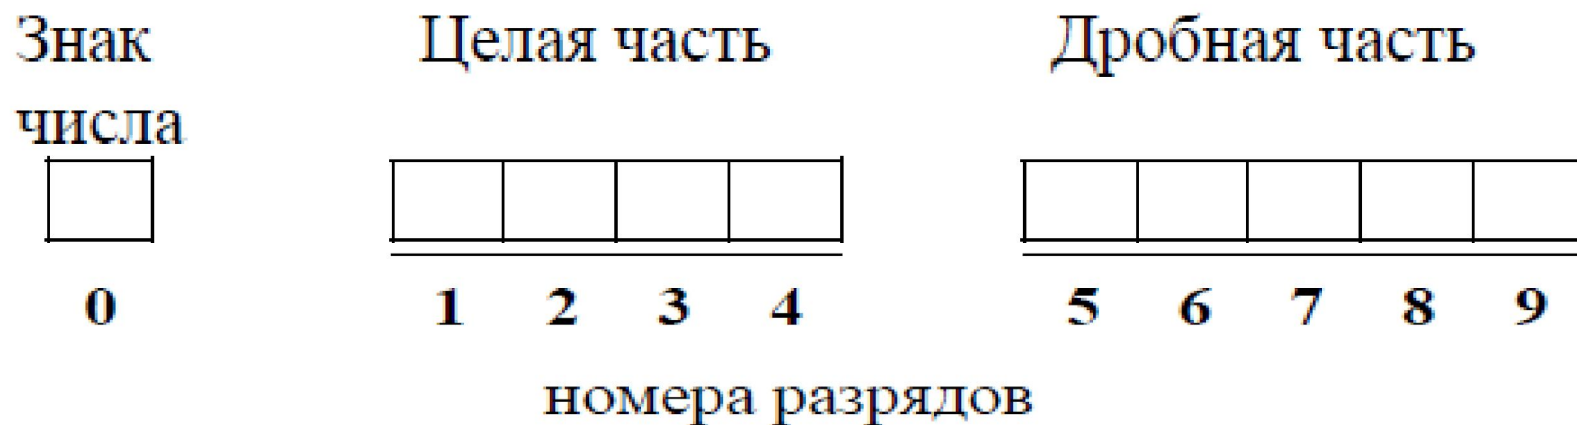 Знак Целая часть Дробная часть
числа
0 1 2 3 4 5 6 7 8 9
номера разрядов